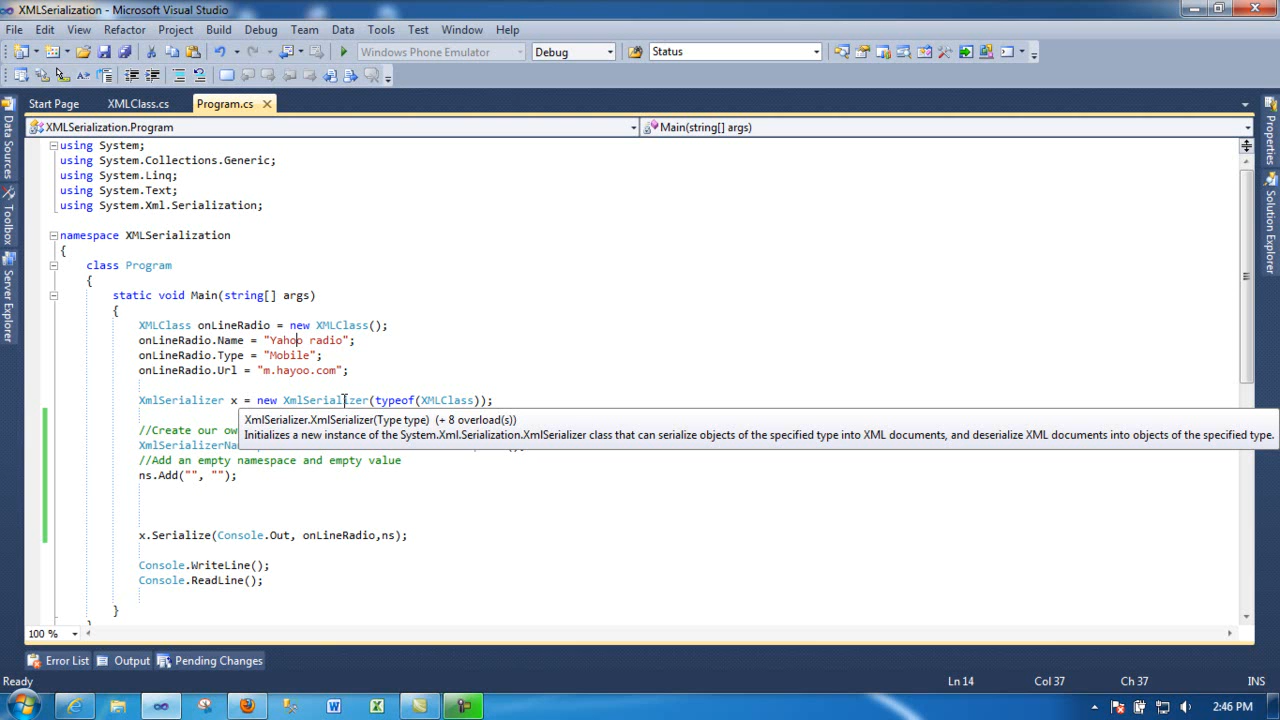 XMLSerialization - Microsoft Visual Studio
File Edit View Refactor Project Build Debug Team Data Tools Test Window Help
Windows Phone Emulator Debug Status
Start Page XMLClass.cs Program.cs
XMLSerialization.Program Main(string[] args)
Data Sources
Toolbox
Server Explorer
Properties
Solution Explorer
using System;
using System.Collections.Generic;
using System.Linq;
using System.Text;
using System.Xml.Serialization;
namespace XMLSerialization
{
class Program
{
static void Main(string[] args)
{
XMLClass onLineRadio = new XMLClass();
onLineRadio.Name = "Yahoo radio";
onLineRadio.Type = "Mobile";
onLineRadio.Url = "m.hayoo.com";
XmlSerializer x = new XmlSerializer(typeof(XMLClass));
XmlSerializer.XmlSerializer(Type type) (+ 8 overload(s))
Initializes a new instance of the System.Xml.Serialization.XmlSerializer class that can serialize objects of the specified type into XML documents, and deserialize XML documents into objects of the specified type.
//Create our ow
//Add an empty namespace and empty value
ns.Add("", "");
x.Serialize(Console.Out, onLineRadio,ns);
Console.WriteLine();
Console.ReadLine();
}
100 %
Error List Output Pending Changes
Ready Ln 14 Col 37 Ch 37 INS
2:46 PM